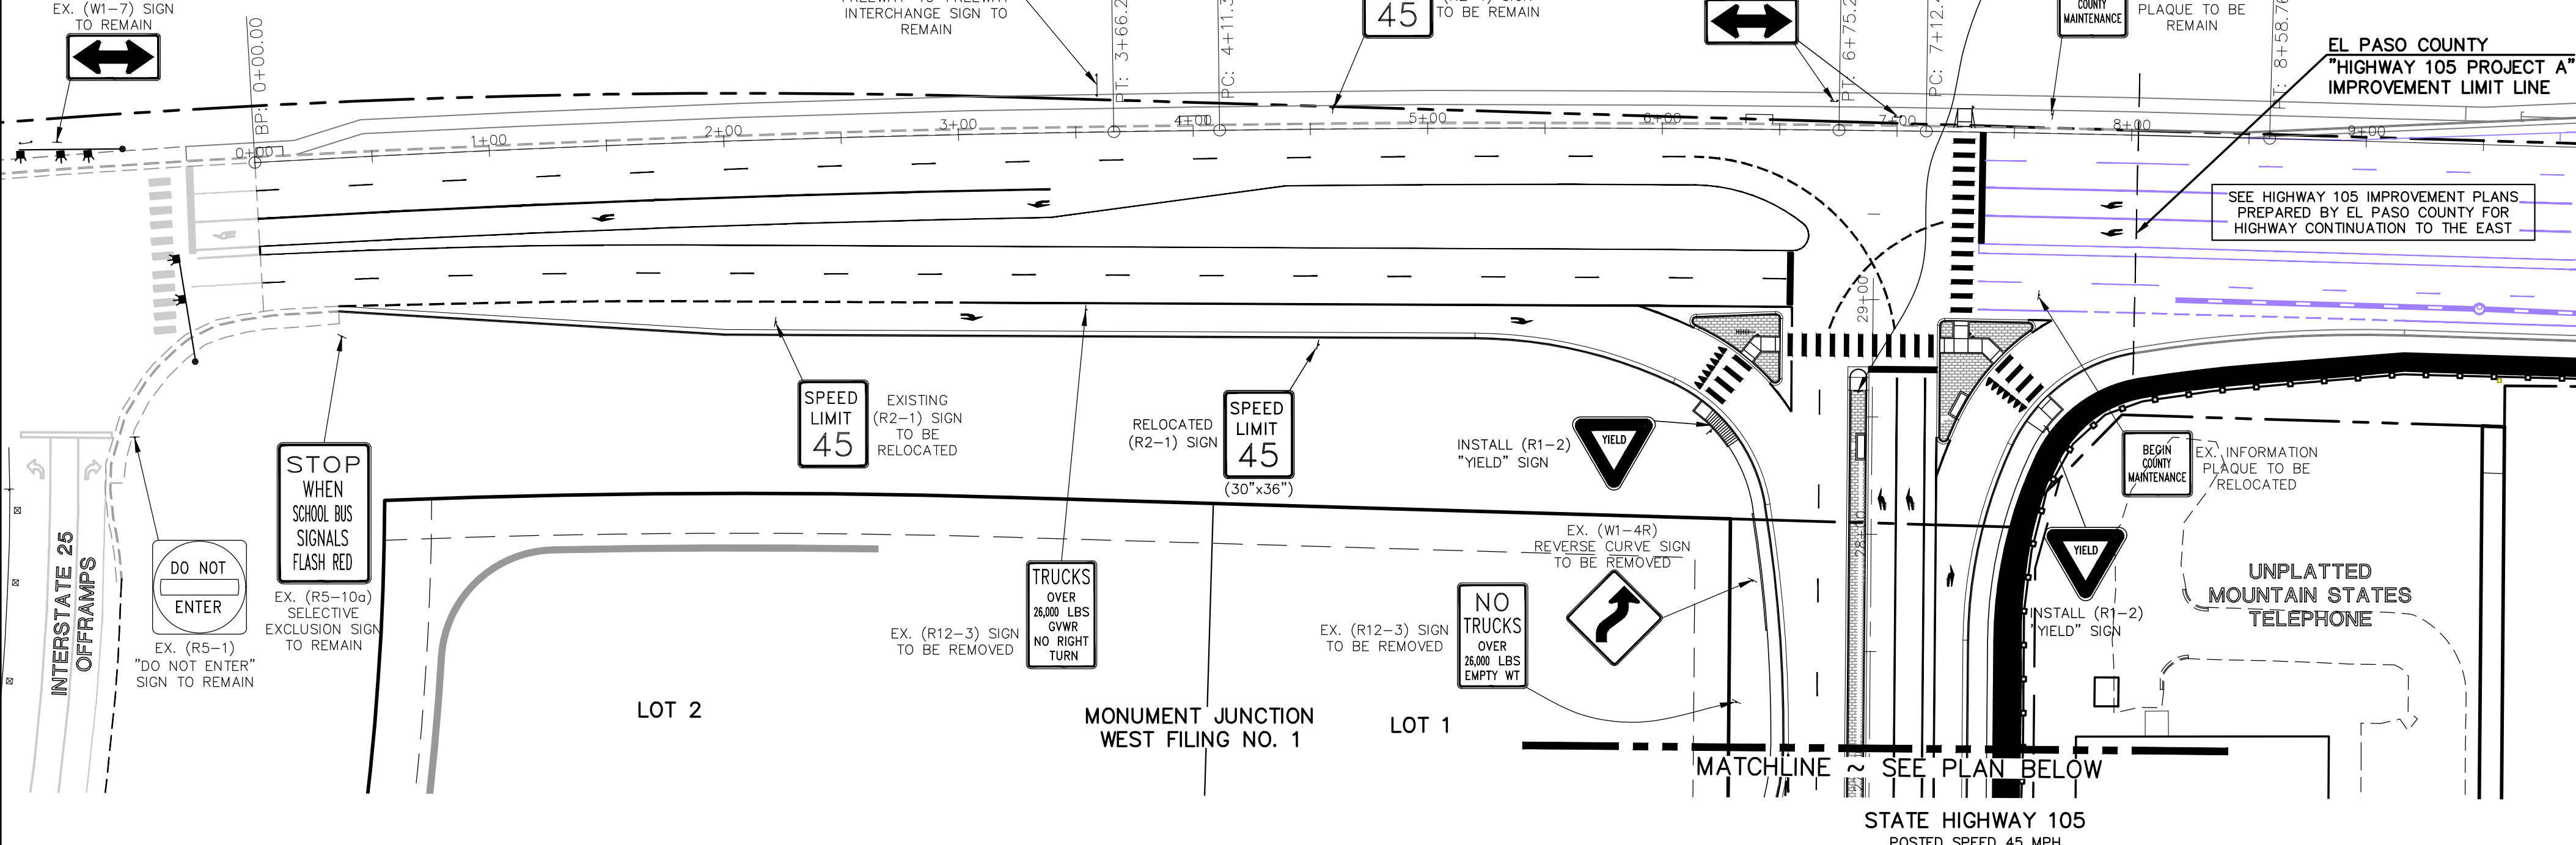 EX. (W1-7) SIGN
TO REMAIN
BP: 0+00.00
INTERCHANGE SIGN TO
REMAIN
PT: 3+66.2
PC: 4+11.3
45
TO BE REMAIN
PT: 6+75.2
PC: 7+12.4
COUNTY
MAINTENANCE
PLAQUE TO BE
REMAIN
PT: 8+58.76
EL PASO COUNTY
"HIGHWAY 105 PROJECT A"
IMPROVEMENT LIMIT LINE
0+00
1+00
2+00
3+00
4+00
5+00
6+00
7+00
8+00
9+00
SEE HIGHWAY 105 IMPROVEMENT PLANS
PREPARED BY EL PASO COUNTY FOR
HIGHWAY CONTINUATION TO THE EAST
29+00
28+00
SPEED
LIMIT
45
EXISTING
(R2-1) SIGN
TO BE
RELOCATED
RELOCATED
(R2-1) SIGN
SPEED
LIMIT
45
(30"x36")
INSTALL (R1-2)
"YIELD" SIGN
YIELD
BEGIN
COUNTY
MAINTENANCE
EX. INFORMATION
PLAQUE TO BE
RELOCATED
STOP
WHEN
SCHOOL BUS
SIGNALS
FLASH RED
EX. (R5-10a)
SELECTIVE
EXCLUSION SIGN
TO REMAIN
INTERSTATE 25
OFFRAMPS
DO NOT
ENTER
EX. (R5-1)
"DO NOT ENTER"
SIGN TO REMAIN
EX. (R12-3) SIGN
TO BE REMOVED
TRUCKS
OVER
26,000 LBS
GVWR
NO RIGHT
TURN
EX. (R12-3) SIGN
TO BE REMOVED
NO
TRUCKS
OVER
26,000 LBS
EMPTY WT
EX. (W1-4R)
REVERSE CURVE SIGN
TO BE REMOVED
YIELD
INSTALL (R1-2)
"YIELD" SIGN
UNPLATTED
MOUNTAIN STATES
TELEPHONE
LOT 2
MONUMENT JUNCTION
WEST FILING NO. 1
LOT 1
MATCHLINE ~ SEE PLAN BELOW
STATE HIGHWAY 105
POSTED SPEED 45 MPH